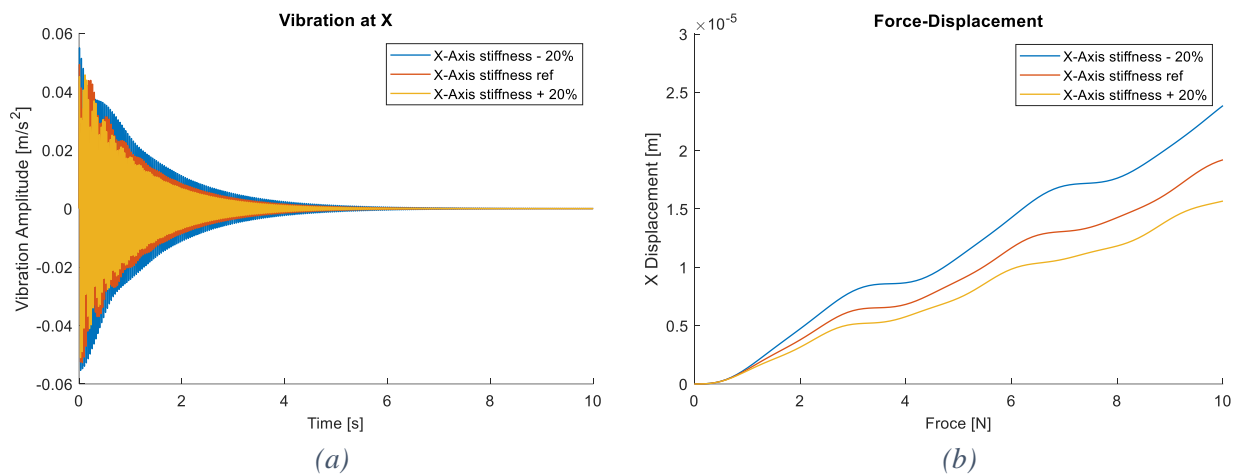 Vibration at X
0.06
0.04
0.02
0
-0.02
-0.04
-0.06
Vibration Amplitude [m/s^2]
X-Axis stiffness - 20%
X-Axis stiffness ref
X-Axis stiffness + 20%
0 2 4 6 8 10
Time [s]
(a)
Force-Displacement
×10^-5
3
2.5
2
1.5
1
0.5
0
X Displacement [m]
X-Axis stiffness - 20%
X-Axis stiffness ref
X-Axis stiffness + 20%
0 2 4 6 8 10
Froce [N]
(b)